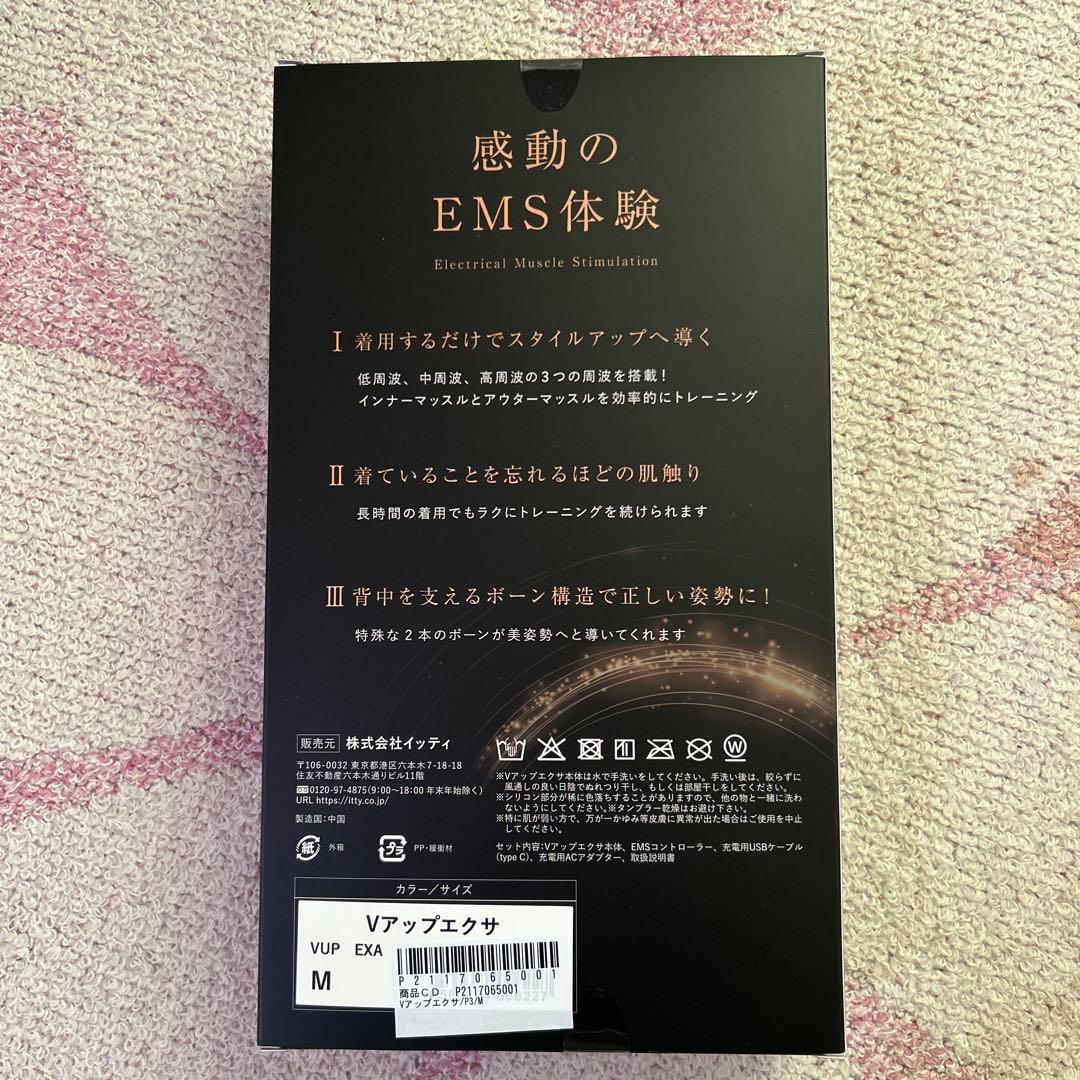 感動の
EMS体験
Electrical Muscle Stimulation
Ⅰ 着用するだけでスタイルアップへ導く
低周波、中周波、高周波の3つの周波を搭載！
インナーマッスルとアウターマッスルを効率的にトレーニング
Ⅱ 着ていることを忘れるほどの肌触り
長時間の着用でもラクにトレーニングを続けられます
Ⅲ 背中を支えるボーン構造で正しい姿勢に！
特殊な2本のボーンが美姿勢へと導いてくれます
販売元 株式会社イッティ
〒106-0032 東京都港区六本木7-18-18
住友不動産六本木通りビル11階
0120-97-4875(9:00〜18:00 年末年始除く)
URL https://itty.co.jp/
製造国:中国
紙 外箱 プラ PP・緩衝材
W
※Vアップエクサ本体は水で手洗いをしてください。手洗い後は、絞らずに
風通しの良い日陰でぬれつり干し、もしくは部屋干しをしてください。
※シリコン部分が稀に色落ちすることがありますので、他の物と一緒に洗わ
ないようにしてください。※タンブラー乾燥はお避け下さい。
※特に肌が弱い方で、万が一かゆみ等皮膚に異常が出た場合はご使用を中止
してください。
セット内容:Vアップエクサ本体、EMSコントローラー、充電用USBケーブル
(type C)、充電用ACアダプター、取扱説明書
カラー／サイズ
Vアップエクサ
VUP EXA
M
P2117065001
商品CD P2117065001
Vアップエクサ/P3/M